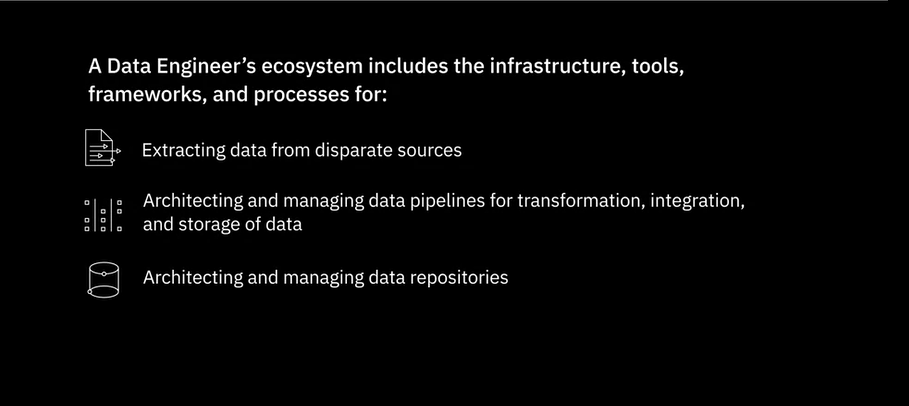 A Data Engineer’s ecosystem includes the infrastructure, tools,
frameworks, and processes for:
Extracting data from disparate sources
Architecting and managing data pipelines for transformation, integration,
and storage of data
Architecting and managing data repositories